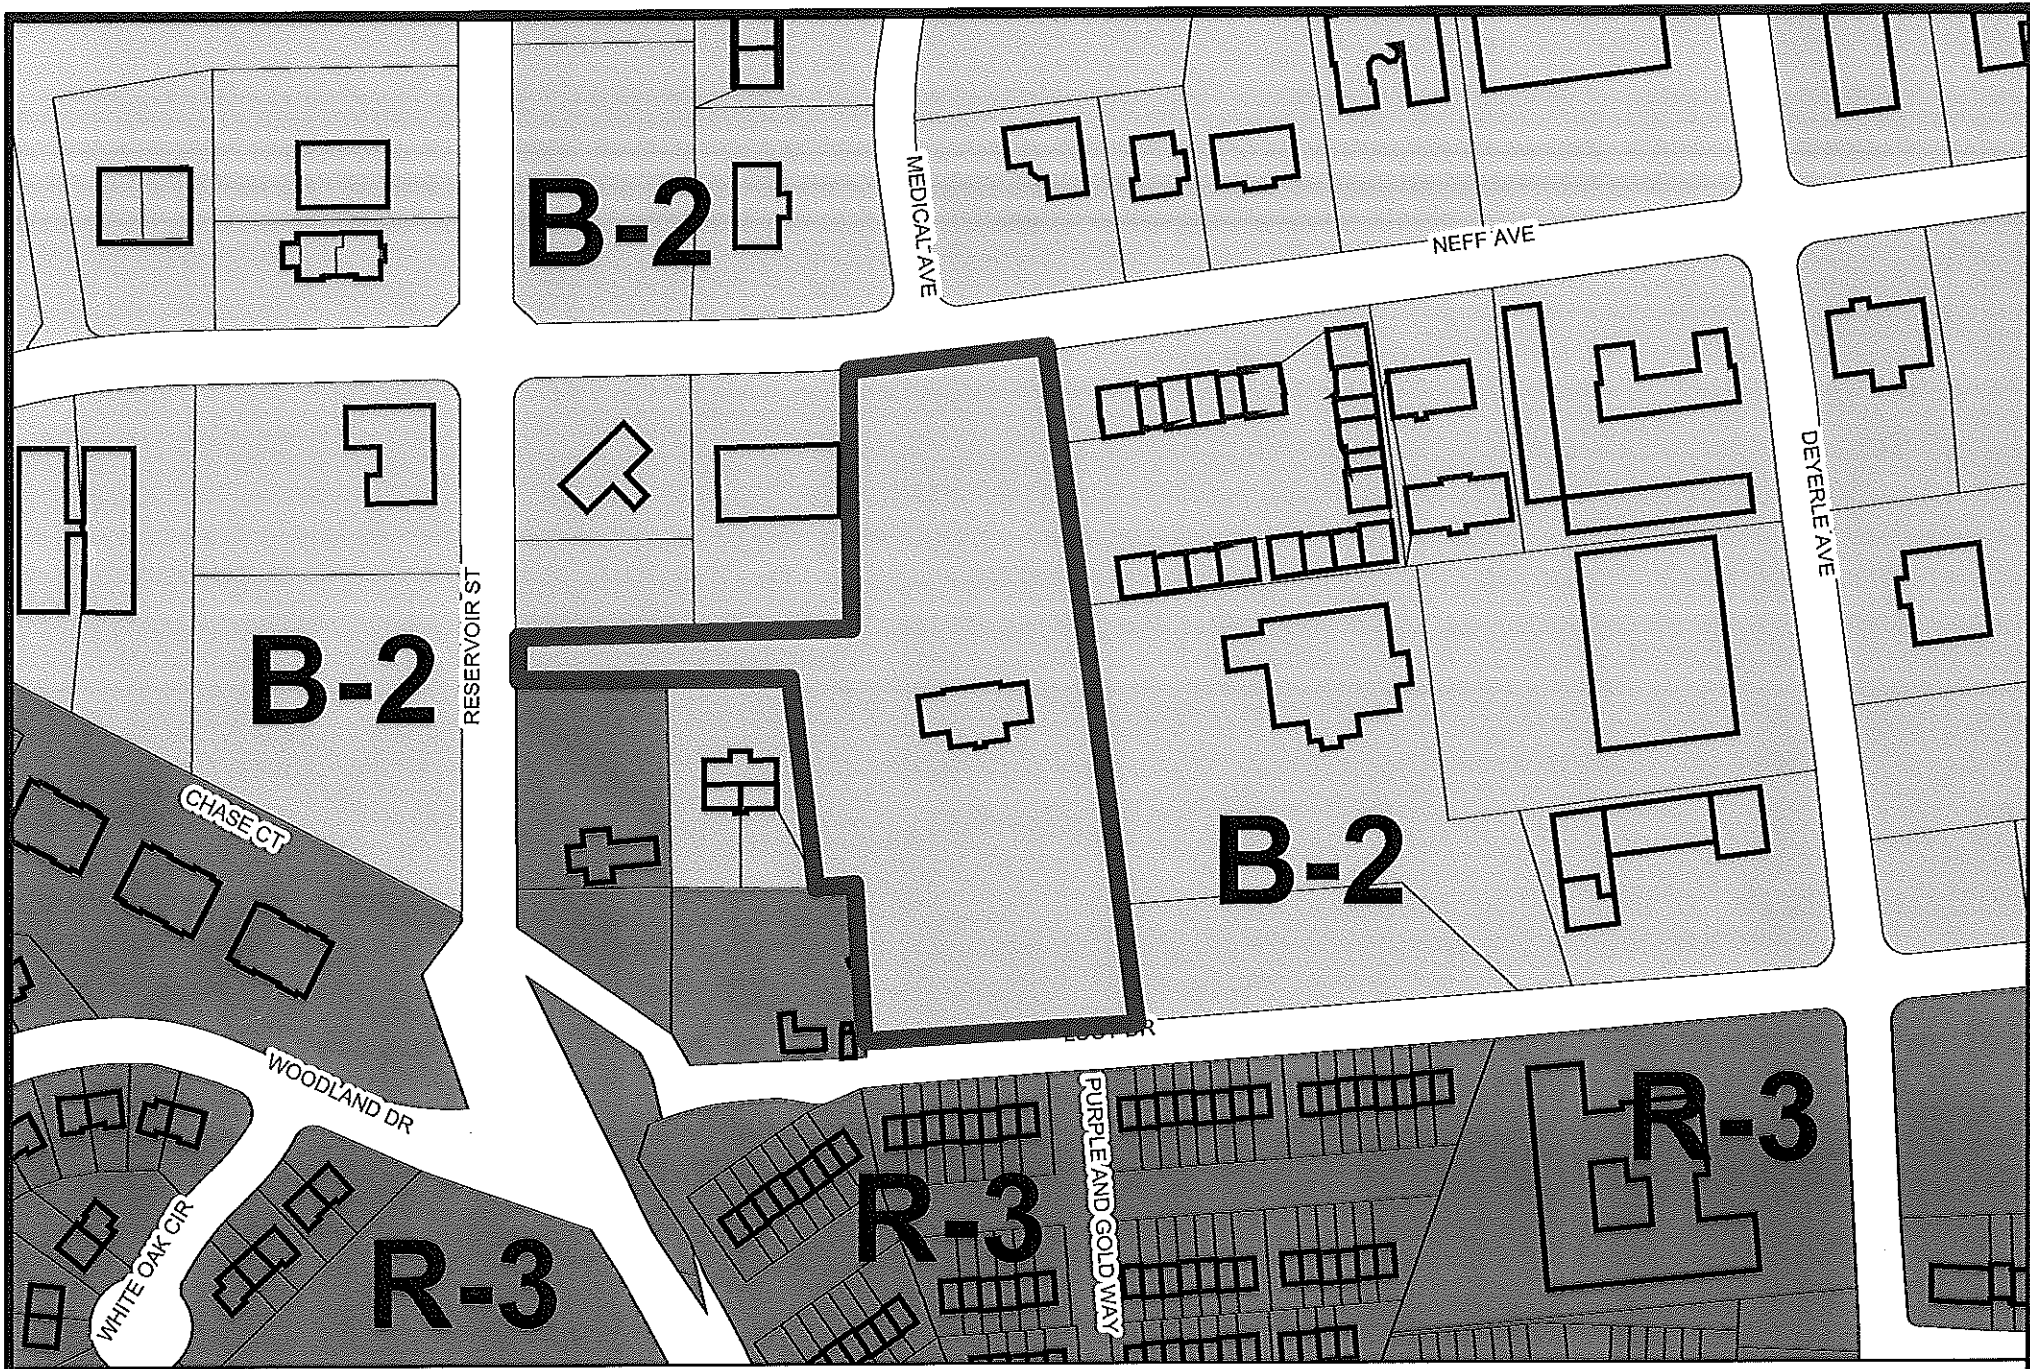 MEDICAL AVE
B-2
NEFF AVE
DEYERLE AVE
RESERVOIR ST
B-2
CHASE CT
B-2
DR
WOODLAND DR
PURPLE AND GOLD WAY
R-3
R-3
WHITE OAK CIR
R-3